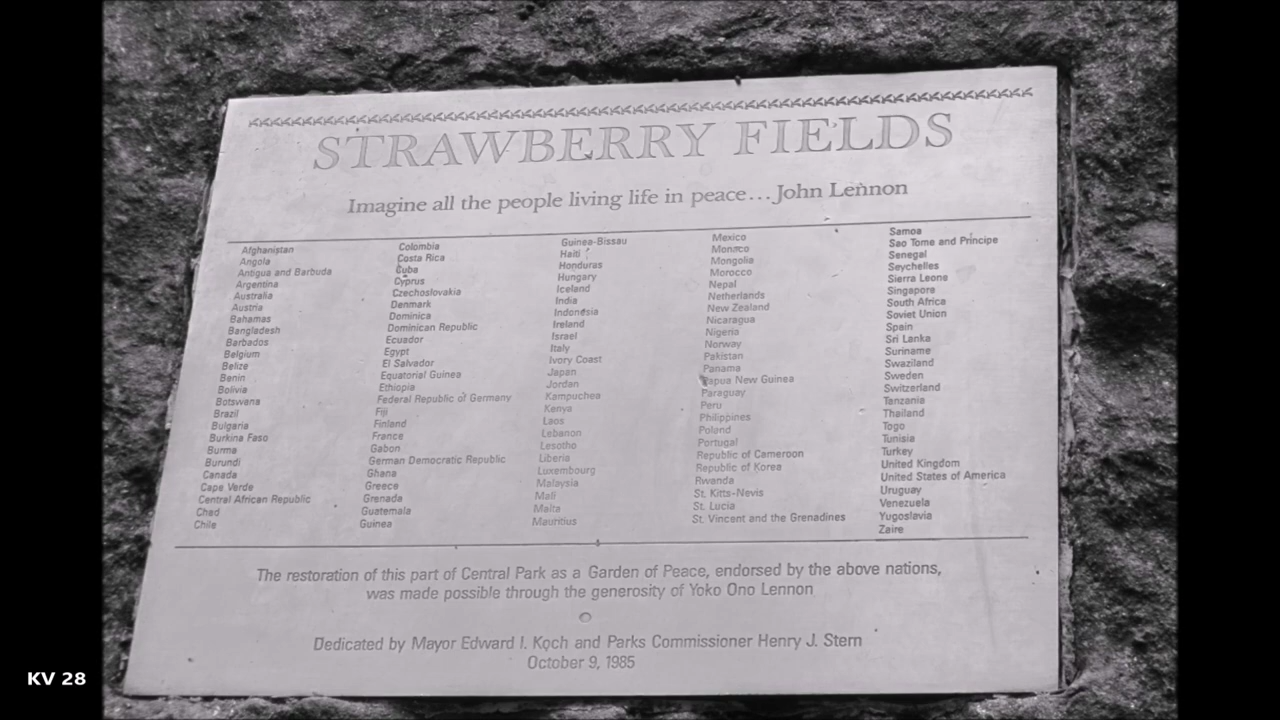 STRAWBERRY FIELDS
Imagine all the people living life in peace...John Lennon
Afghanistan
Angola
Antigua and Barbuda
Argentina
Australia
Austria
Bahamas
Bangladesh
Barbados
Belgium
Belize
Benin
Bolivia
Botswana
Brazil
Bulgaria
Burkina Faso
Burma
Burundi
Canada
Cape Verde
Central African Republic
Chad
Chile
Colombia
Costa Rica
Cuba
Cyprus
Czechoslovakia
Denmark
Dominica
Dominican Republic
Ecuador
Egypt
El Salvador
Equatorial Guinea
Ethiopia
Federal Republic of Germany
Fiji
Finland
France
Gabon
German Democratic Republic
Ghana
Greece
Grenada
Guatemala
Guinea
Guinea-Bissau
Haiti
Honduras
Hungary
Iceland
India
Indonesia
Ireland
Israel
Italy
Ivory Coast
Japan
Jordan
Kampuchea
Kenya
Laos
Lebanon
Lesotho
Liberia
Luxembourg
Malaysia
Mali
Malta
Mauritius
Mexico
Monaco
Mongolia
Morocco
Nepal
Netherlands
New Zealand
Nicaragua
Nigeria
Norway
Pakistan
Panama
Papua New Guinea
Paraguay
Peru
Philippines
Poland
Portugal
Republic of Cameroon
Republic of Korea
Rwanda
St. Kitts-Nevis
St. Lucia
St. Vincent and the Grenadines
Samoa
Sao Tome and Principe
Senegal
Seychelles
Sierra Leone
Singapore
South Africa
Soviet Union
Spain
Sri Lanka
Suriname
Swaziland
Sweden
Switzerland
Tanzania
Thailand
Togo
Tunisia
Turkey
United Kingdom
United States of America
Uruguay
Venezuela
Yugoslavia
Zaire
The restoration of this part of Central Park as a Garden of Peace, endorsed by the above nations,
was made possible through the generosity of Yoko Ono Lennon
Dedicated by Mayor Edward I. Koch and Parks Commissioner Henry J. Stern
October 9, 1985
KV 28